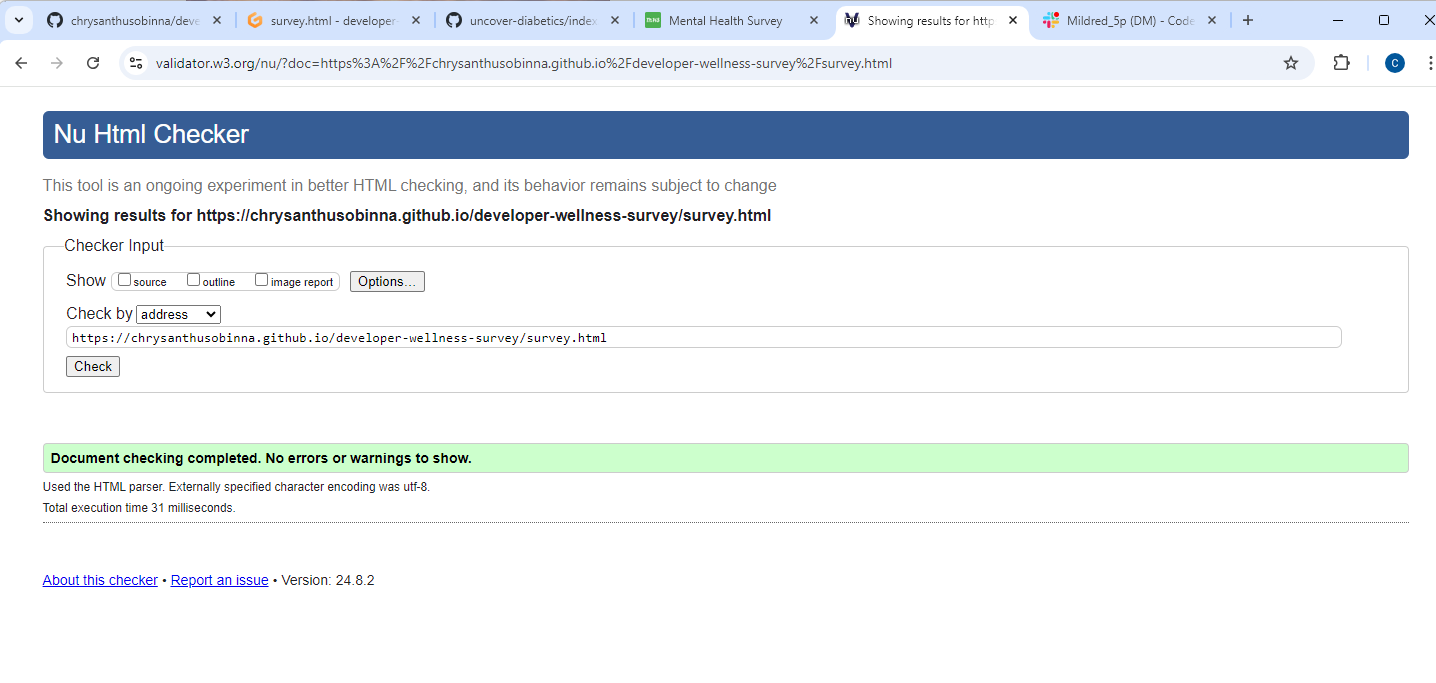 chrysanthusobinna/deve
survey.html - developer-
uncover-diabetics/index
Mental Health Survey
Showing results for http
Mildred_5p (DM) - Code
validator.w3.org/nu/?doc=https%3A%2F%2Fchrysanthusobinna.github.io%2Fdeveloper-wellness-survey%2Fsurvey.html
C
Nu Html Checker
This tool is an ongoing experiment in better HTML checking, and its behavior remains subject to change
Showing results for https://chrysanthusobinna.github.io/developer-wellness-survey/survey.html
Checker Input
Show source outline image report Options...
Check by address
https://chrysanthusobinna.github.io/developer-wellness-survey/survey.html
Check
Document checking completed. No errors or warnings to show.
Used the HTML parser. Externally specified character encoding was utf-8.
Total execution time 31 milliseconds.
About this checker • Report an issue • Version: 24.8.2